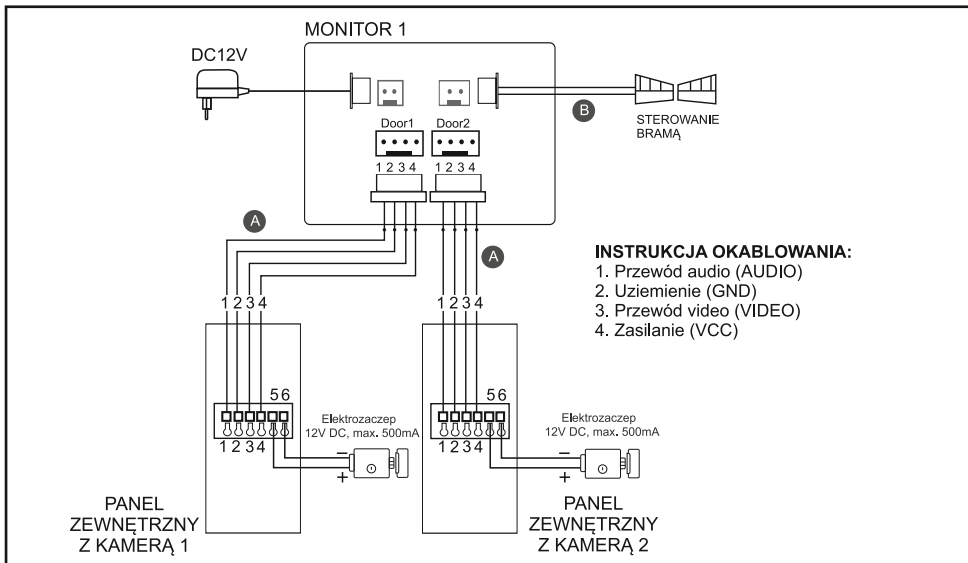 MONITOR 1
DC12V
B
STEROWANIE
BRAMĄ
Door1 Door2
1 2 3 4 1 2 3 4
A
A
INSTRUKCJA OKABLOWANIA:
1. Przewód audio (AUDIO)
2. Uziemienie (GND)
3. Przewód video (VIDEO)
4. Zasilanie (VCC)
1 2 3 4
1 2 3 4
5 6
1 2 3 4
Elektrozaczep
12V DC, max. 500mA
–
+
5 6
1 2 3 4
Elektrozaczep
12V DC, max. 500mA
–
+
PANEL
ZEWNĘTRZNY
Z KAMERĄ 1
PANEL
ZEWNĘTRZNY
Z KAMERĄ 2